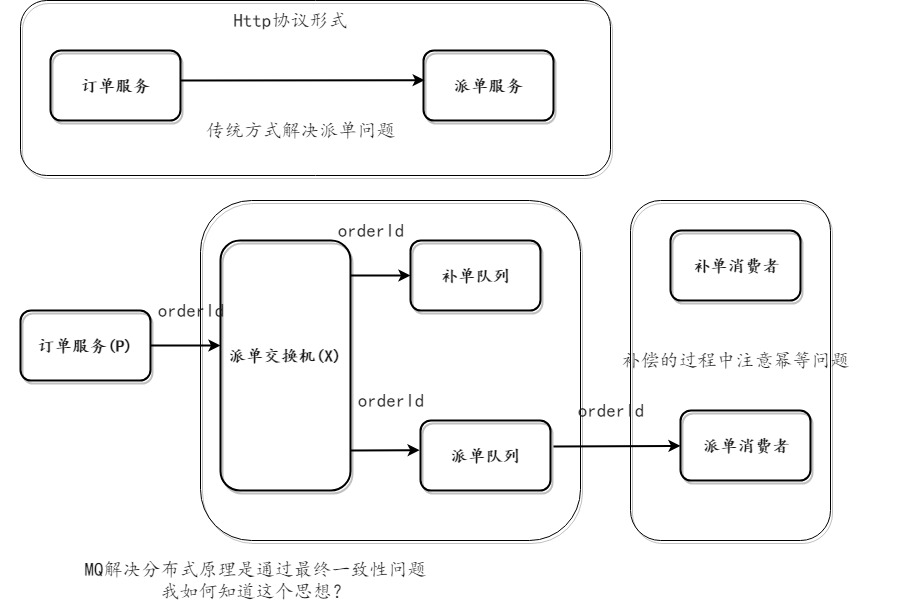 Http协议形式
订单服务
派单服务
传统方式解决派单问题
orderId
补单队列
补单消费者
orderId
订单服务(P)
派单交换机(X)
补偿的过程中注意幂等问题
orderId
orderId
派单队列
派单消费者
MQ解决分布式原理是通过最终一致性问题
我如何知道这个思想？